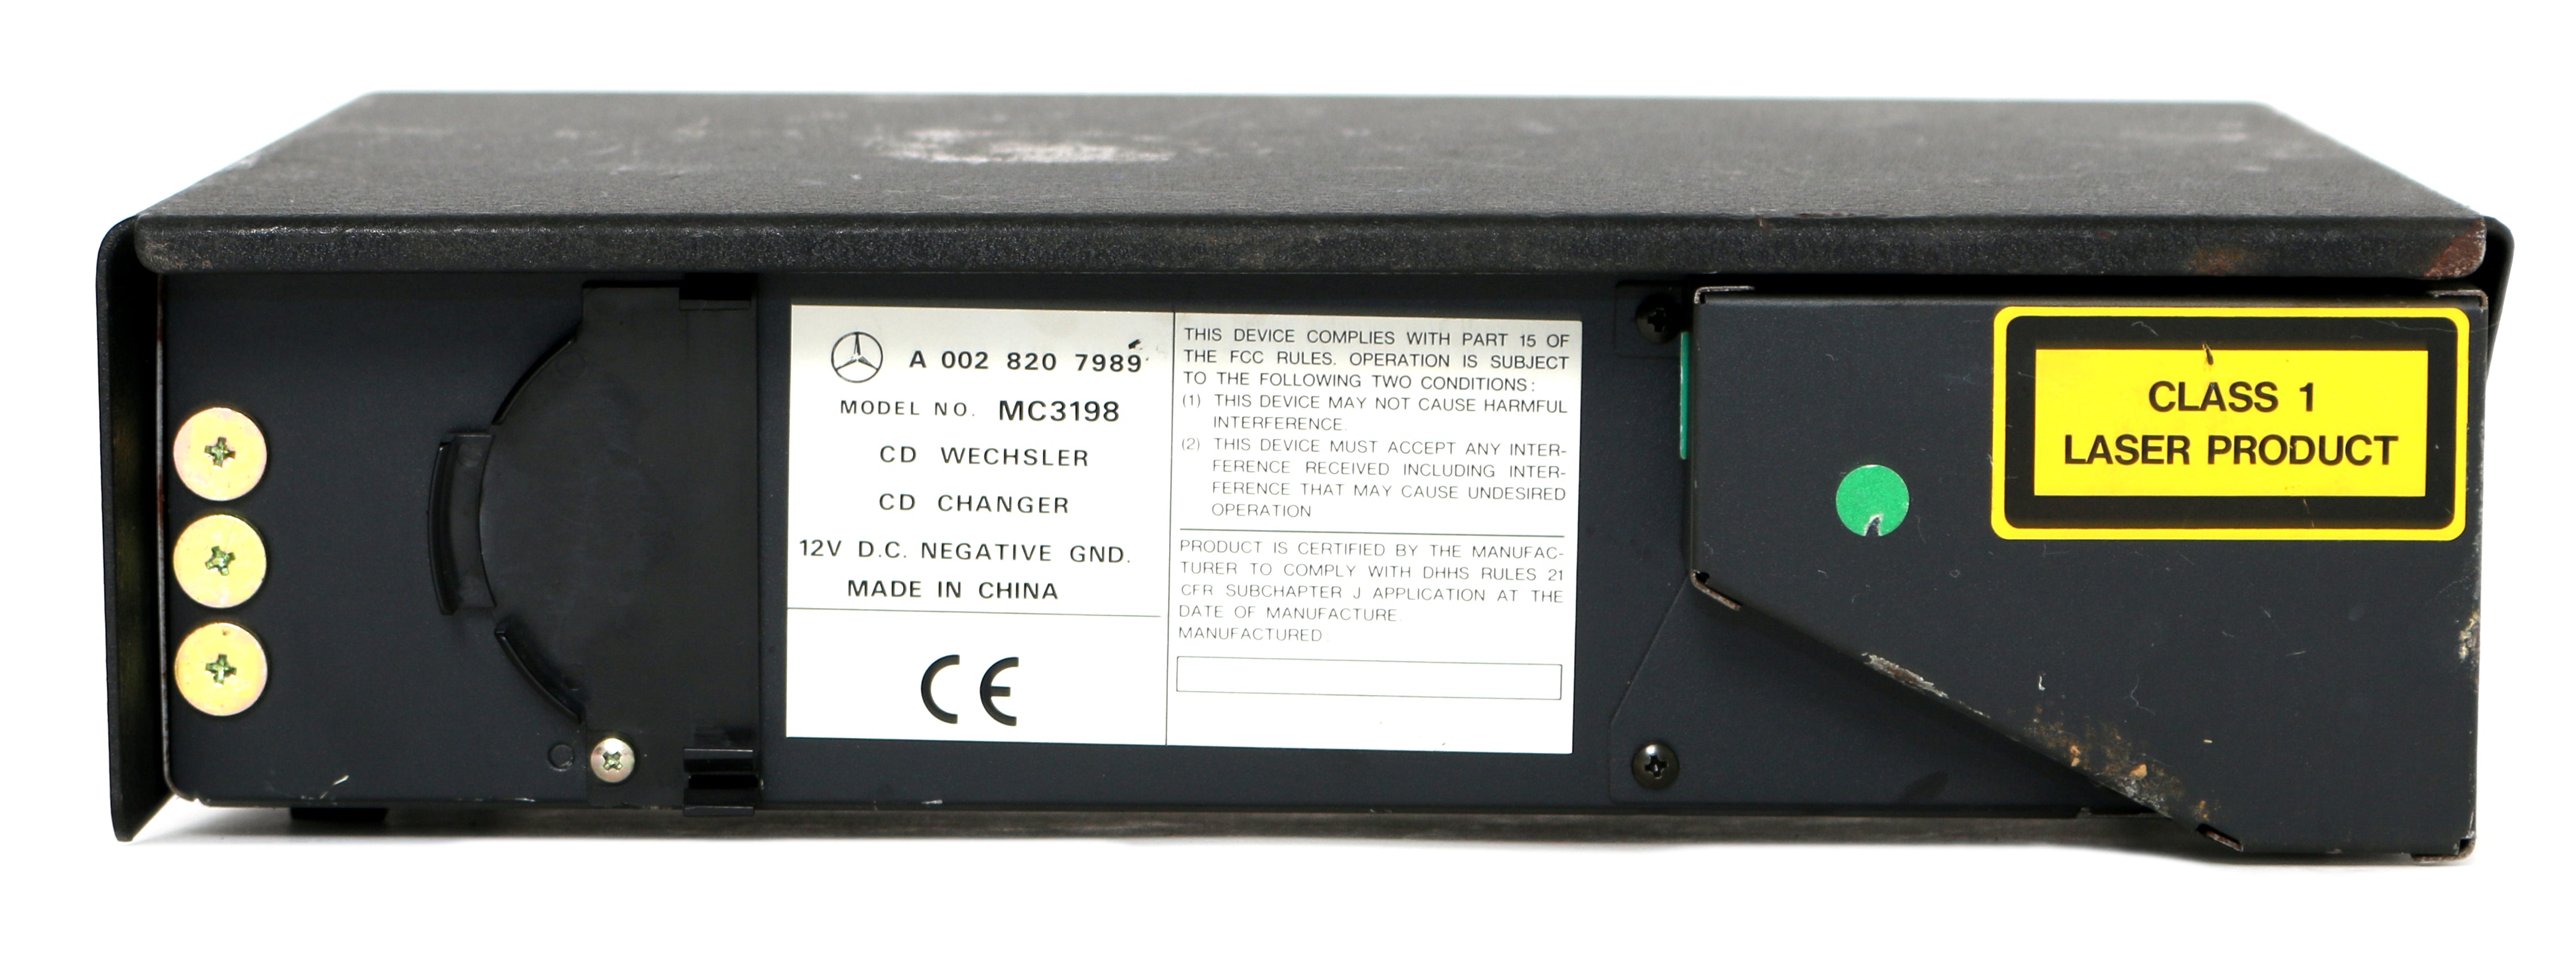 A 002 820 7989
MODEL NO. MC3198
CD WECHSLER
CD CHANGER
12V D.C. NEGATIVE GND.
MADE IN CHINA
CE
THIS DEVICE COMPLIES WITH PART 15 OF
THE FCC RULES. OPERATION IS SUBJECT
TO THE FOLLOWING TWO CONDITIONS:
(1) THIS DEVICE MAY NOT CAUSE HARMFUL
INTERFERENCE.
(2) THIS DEVICE MUST ACCEPT ANY INTER-
FERENCE RECEIVED INCLUDING INTER-
FERENCE THAT MAY CAUSE UNDESIRED
OPERATION
PRODUCT IS CERTIFIED BY THE MANUFAC-
TURER TO COMPLY WITH DHHS RULES 21
CFR SUBCHAPTER J APPLICATION AT THE
DATE OF MANUFACTURE.
MANUFACTURED:
CLASS 1
LASER PRODUCT